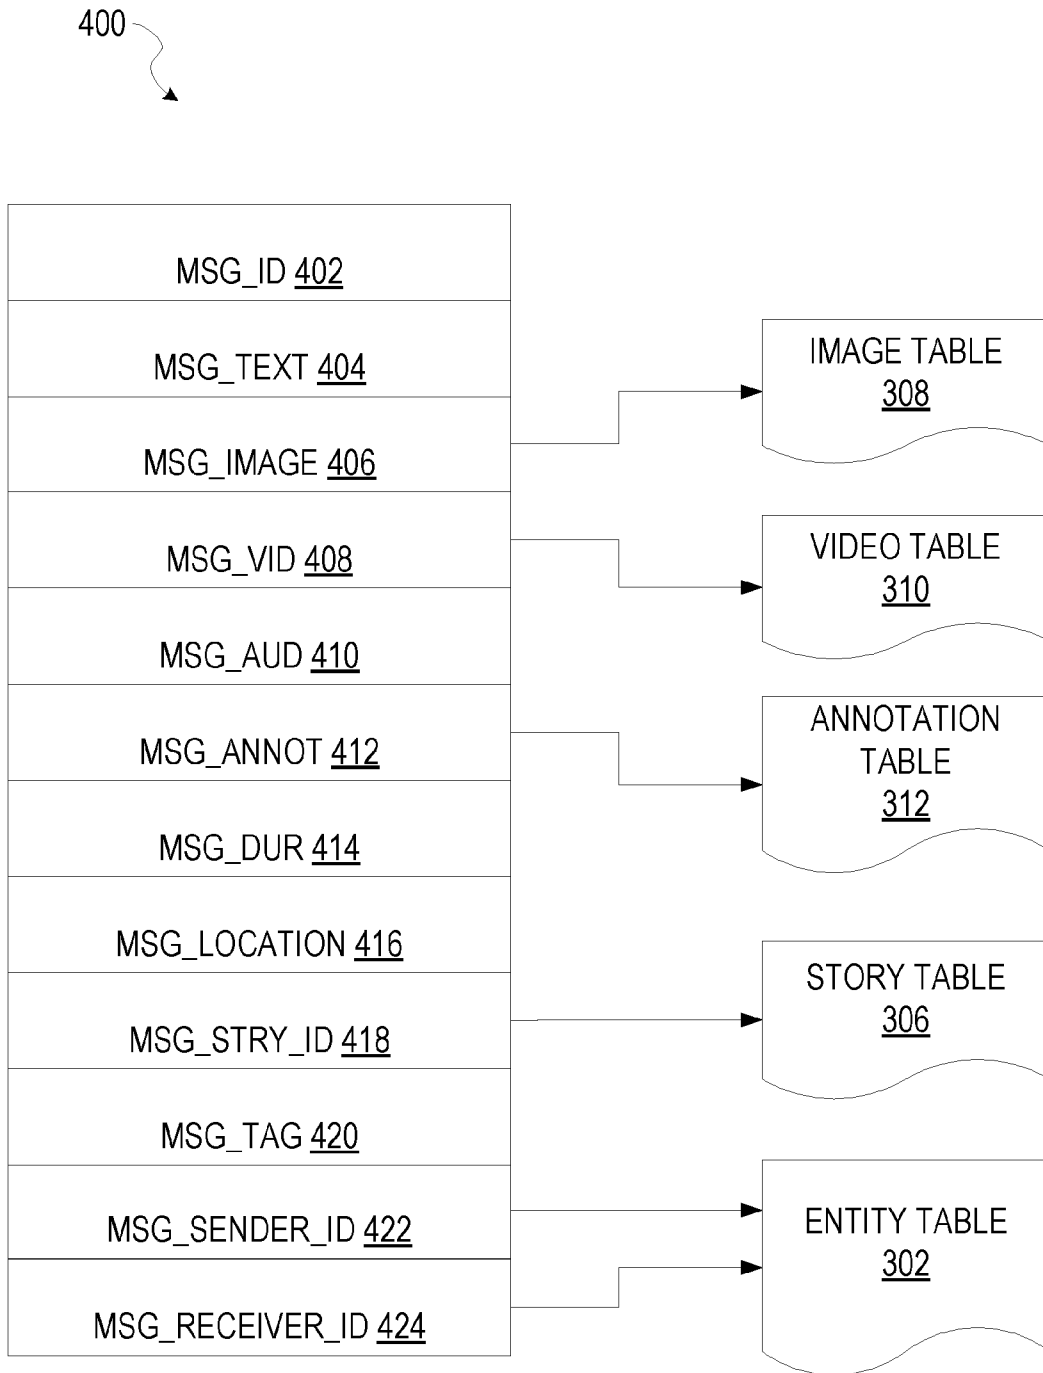 400
MSG_ID 402
MSG_TEXT 404
MSG_IMAGE 406
MSG_VID 408
MSG_AUD 410
MSG_ANNOT 412
MSG_DUR 414
MSG_LOCATION 416
MSG_STRY_ID 418
MSG_TAG 420
MSG_SENDER_ID 422
MSG_RECEIVER_ID 424
IMAGE TABLE
308
VIDEO TABLE
310
ANNOTATION
TABLE
312
STORY TABLE
306
ENTITY TABLE
302